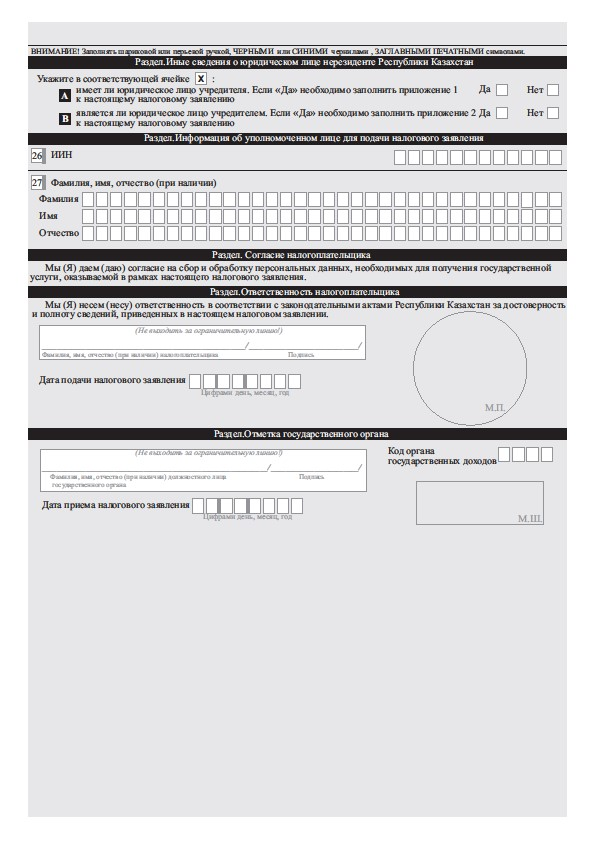 ВНИМАНИЕ! Заполнять шариковой или перьевой ручкой, ЧЕРНЫМИ или СИНИМИ чернилами , ЗАГЛАВНЫМИ ПЕЧАТНЫМИ символами.
Раздел.Иные сведения о юридическом лице нерезиденте Республики Казахстан
Укажите в соответствующей ячейке X :
A имеет ли юридическое лицо учредителя. Если «Да» необходимо заполнить приложение 1 Да Нет
к настоящему налоговому заявлению
B является ли юридическое лицо учредителем. Если «Да» необходимо заполнить приложение 2 Да Нет
к настоящему налоговому заявлению
Раздел.Информация об уполномоченном лице для подачи налогового заявления
26 ИИН
27 Фамилия, имя, отчество (при наличии)
Фамилия
Имя
Отчество
Раздел. Согласие налогоплательщика
Мы (Я) даем (даю) согласие на сбор и обработку персональных данных, необходимых для получения государственной
услуги, оказываемой в рамках настоящего налогового заявления.
Раздел.Ответственность налогоплательщика
Мы (Я) несем (несу) ответственность в соответствии с законодательными актами Республики Казахстан за достоверность
и полноту сведений, приведенных в настоящем налоговом заявлении.
(Не выходить за ограничительную линию!)
Фамилия, имя, отчество (при наличии) налогоплательщика Подпись
Дата подачи налогового заявления
Цифрами день, месяц, год
М.П.
Раздел.Отметка государственного органа
(Не выходить за ограничительную линию!)
Фамилия, имя, отчество (при наличии) должностного лица Подпись
государственного органа
Код органа
государственных доходов
Дата приема налогового заявления
Цифрами день, месяц, год
М.Ш.